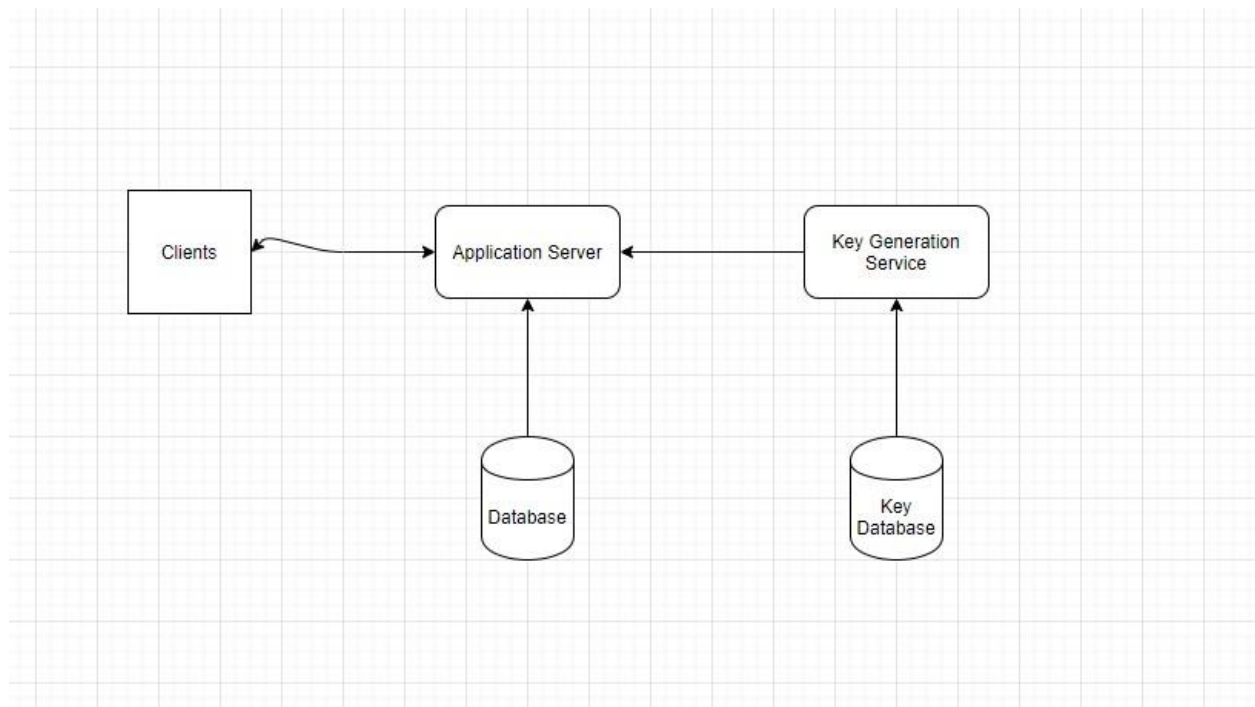 Clients
Application Server
Key Generation
Service
Database
Key
Database